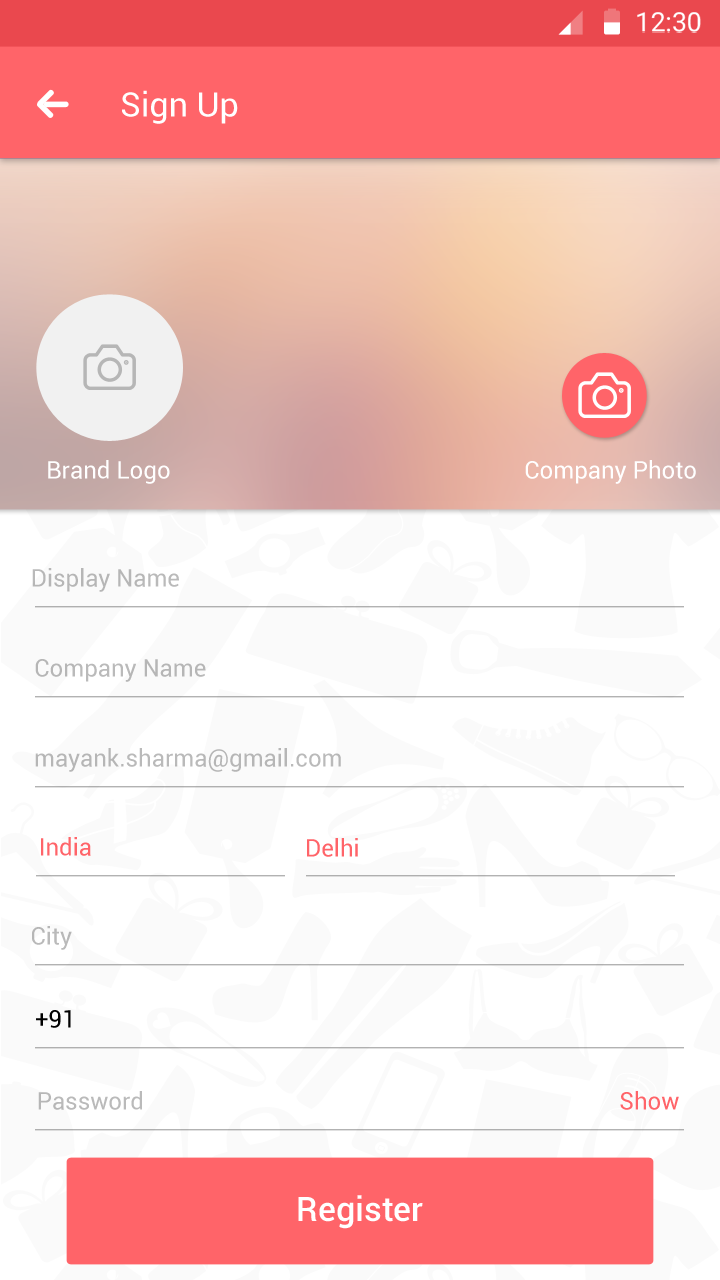 12:30
Sign Up
Brand Logo
Company Photo
Display Name
Company Name
mayank.sharma@gmail.com
India Delhi
City
+91
Password Show
Register